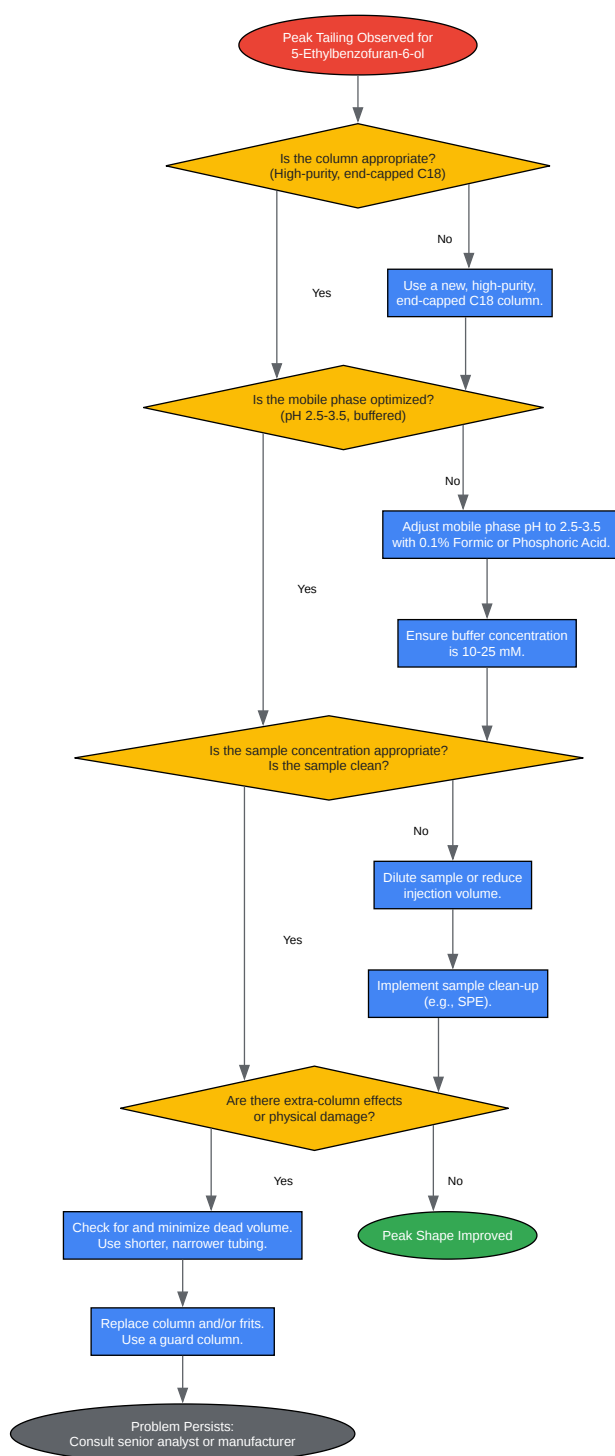 Peak Tailing Observed for
5-Ethylbenzofuran-6-ol
Is the column appropriate?
(High-purity, end-capped C18)
No
Yes
Use a new, high-purity,
end-capped C18 column.
Is the mobile phase optimized?
(pH 2.5-3.5, buffered)
No
Adjust mobile phase pH to 2.5-3.5
with 0.1% Formic or Phosphoric Acid.
Yes
Ensure buffer concentration
is 10-25 mM.
Is the sample concentration appropriate?
Is the sample clean?
No
Dilute sample or reduce
injection volume.
Yes
Implement sample clean-up
(e.g., SPE).
Are there extra-column effects
or physical damage?
Yes
No
Check for and minimize dead volume.
Use shorter, narrower tubing.
Peak Shape Improved
Replace column and/or frits.
Use a guard column.
Problem Persists:
Consult senior analyst or manufacturer